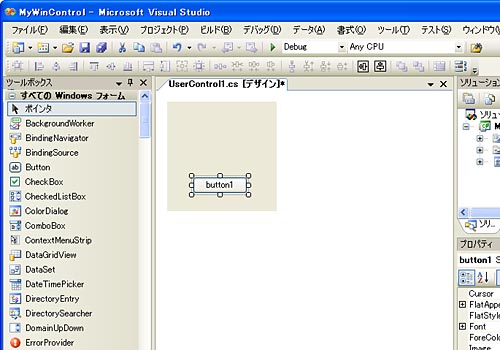 MyWinControl - Microsoft Visual Studio
ファイル(F) 編集(E) 表示(V) プロジェクト(P) ビルド(B) デバッグ(D) データ(A) 書式(O) ツール(T) テスト(S) ウィンドウ
Debug Any CPU
ツールボックス
UserControl1.cs [デザイン]*
ソリューション
すべての Windows フォーム
ポインタ
BackgroundWorker
BindingNavigator
BindingSource
Button
CheckBox
CheckedListBox
ColorDialog
ComboBox
ContextMenuStrip
DataGridView
DataSet
DateTimePicker
DirectoryEntry
DirectorySearcher
DomainUpDown
ErrorProvider
button1
ソリ...
プロパティ
button1 S
Cursor
FlatAppe
FlatStyle
Font
ForeColo
Image